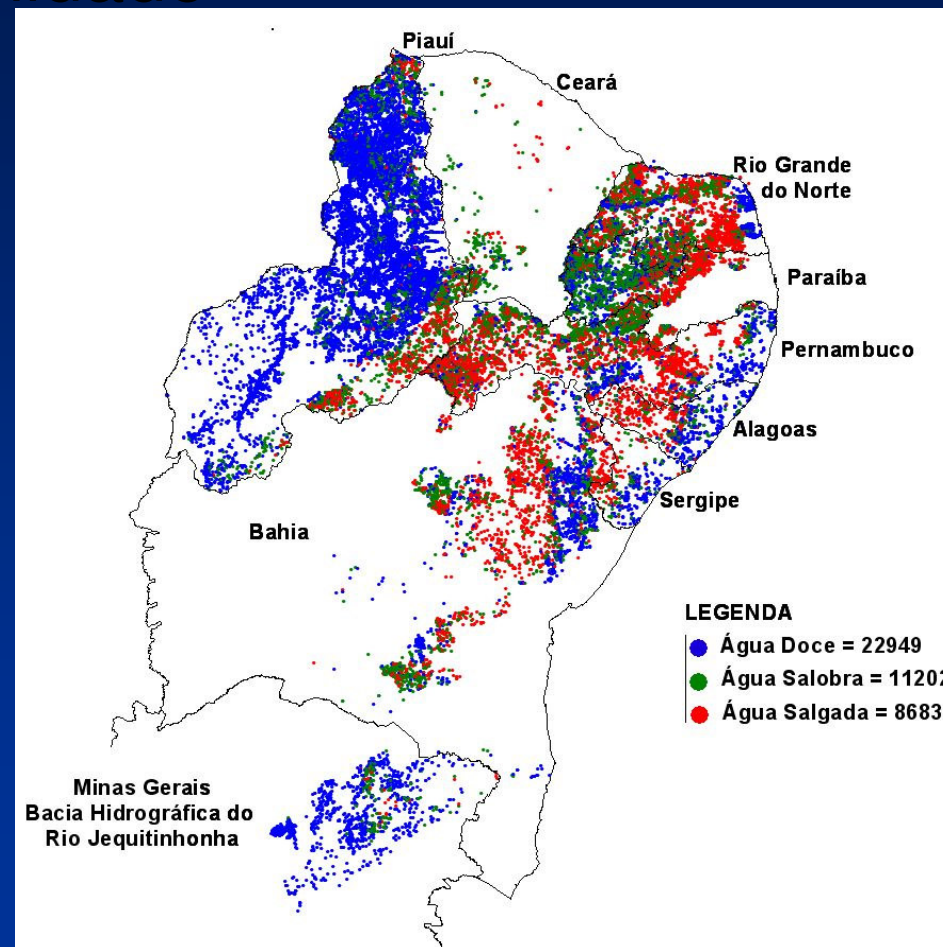 Piauí
Ceará
Rio Grande
do Norte
Paraíba
Pernambuco
Alagoas
Sergipe
Bahia
LEGENDA
Água Doce = 22949
Água Salobra = 11202
Água Salgada = 8683
Minas Gerais
Bacia Hidrográfica do
Rio Jequitinhonha